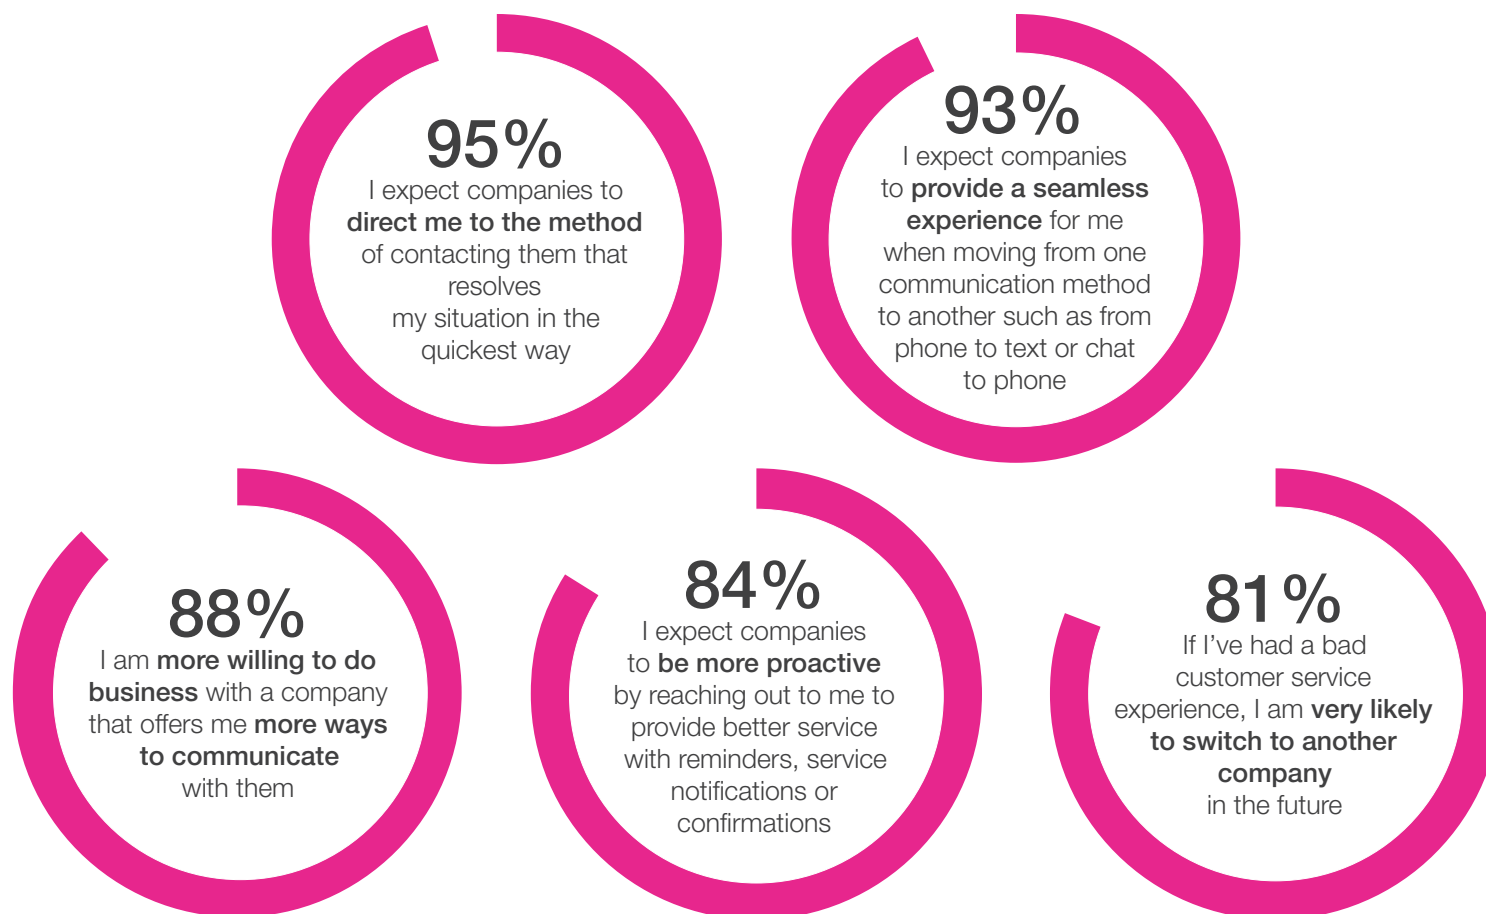 95%
I expect companies to
direct me to the method
of contacting them that
resolves
my situation in the
quickest way
93%
I expect companies
to provide a seamless
experience for me
when moving from one
communication method
to another such as from
phone to text or chat
to phone
88%
I am more willing to do
business with a company
that offers me more ways
to communicate
with them
84%
I expect companies
to be more proactive
by reaching out to me to
provide better service
with reminders, service
notifications or
confirmations
81%
If I’ve had a bad
customer service
experience, I am very likely
to switch to another
company
in the future